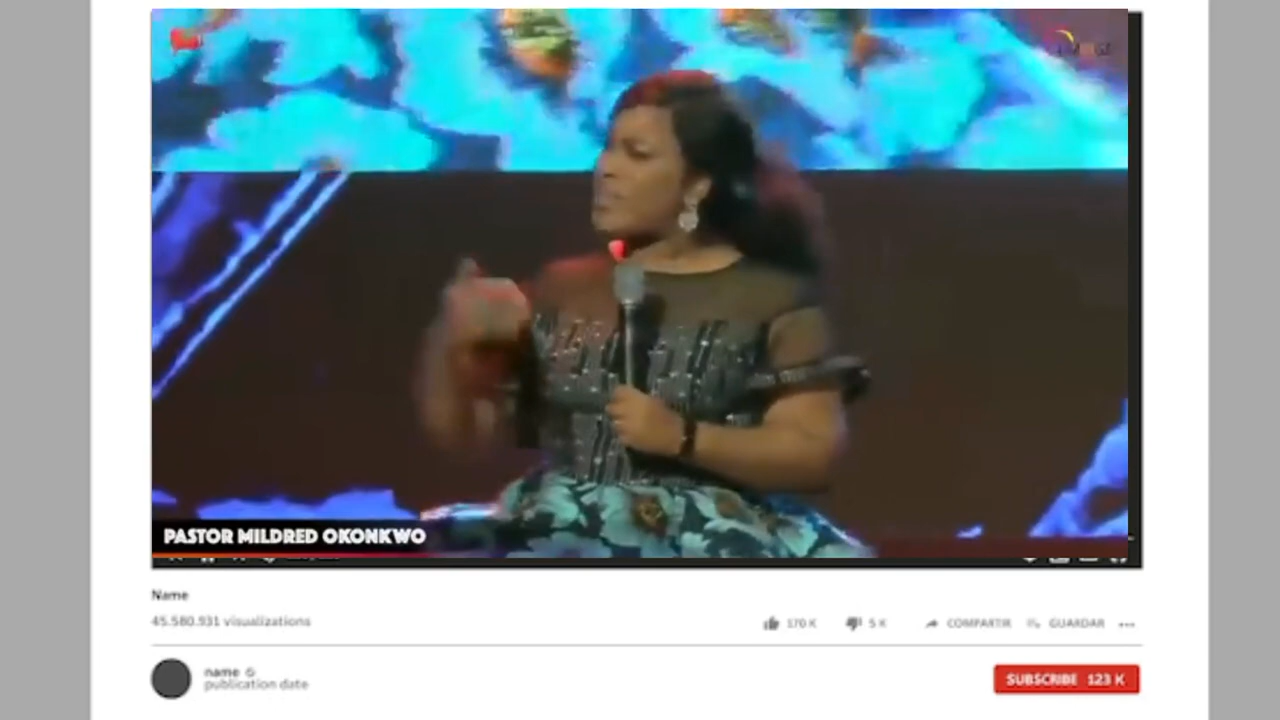 PASTOR MILDRED OKONKWO
Name
45.580.931 visualizations
170 K
5 K
COMPARTIR
GUARDAR
name
publication date
SUBSCRIBE 123 K